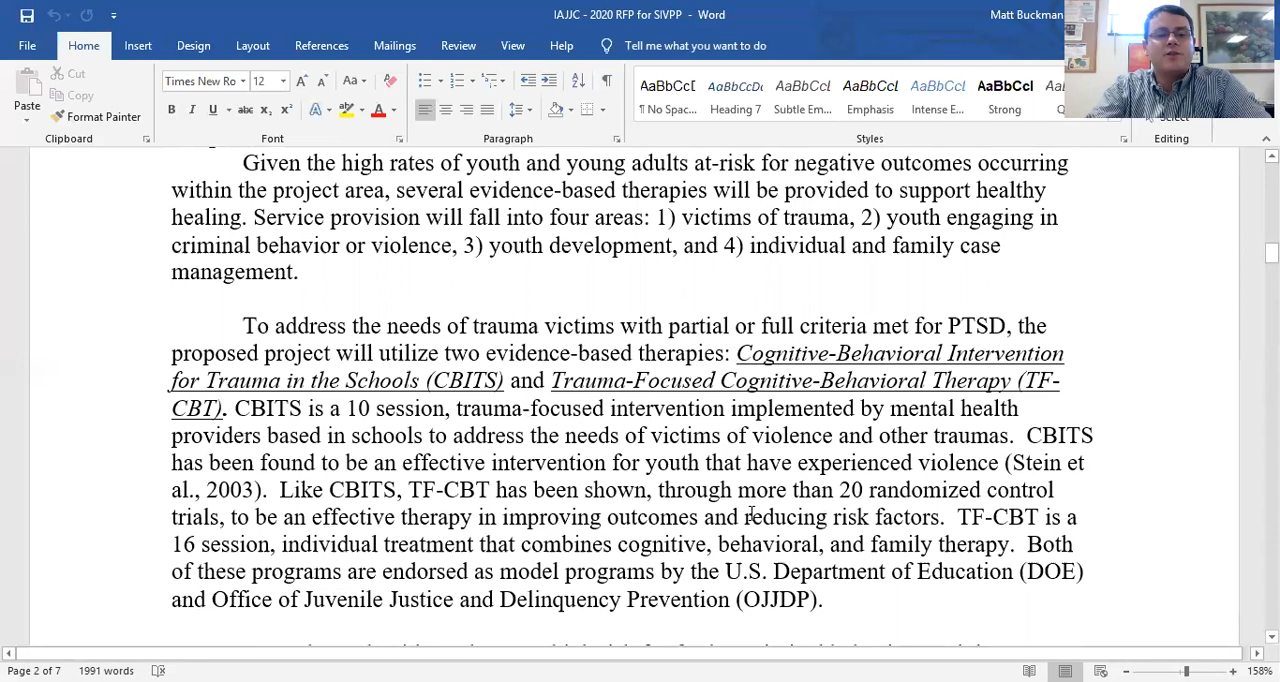 IAJJC - 2020 RFP for SIVPP - Word
Matt Buckman
File Home Insert Design Layout References Mailings Review View Help Tell me what you want to do
Cut
Copy
Paste
Format Painter
Times New Ro 12
Aa
B I U abc x₂ x² A ab A
AaBbCcI AaBbCcDc AaBbCcD AaBbCcD AaBbCcD AaBbCcI
¶ No Spac... Heading 7 Subtle Em... Emphasis Intense E... Strong
Select
Clipboard Font Paragraph Styles Editing
Given the high rates of youth and young adults at-risk for negative outcomes occurring
within the project area, several evidence-based therapies will be provided to support healthy
healing. Service provision will fall into four areas: 1) victims of trauma, 2) youth engaging in
criminal behavior or violence, 3) youth development, and 4) individual and family case
management.
To address the needs of trauma victims with partial or full criteria met for PTSD, the
proposed project will utilize two evidence-based therapies: Cognitive-Behavioral Intervention
for Trauma in the Schools (CBITS) and Trauma-Focused Cognitive-Behavioral Therapy (TF-
CBT). CBITS is a 10 session, trauma-focused intervention implemented by mental health
providers based in schools to address the needs of victims of violence and other traumas. CBITS
has been found to be an effective intervention for youth that have experienced violence (Stein et
al., 2003). Like CBITS, TF-CBT has been shown, through more than 20 randomized control
trials, to be an effective therapy in improving outcomes and reducing risk factors. TF-CBT is a
16 session, individual treatment that combines cognitive, behavioral, and family therapy. Both
of these programs are endorsed as model programs by the U.S. Department of Education (DOE)
and Office of Juvenile Justice and Delinquency Prevention (OJJDP).
Page 2 of 7 1991 words
158%